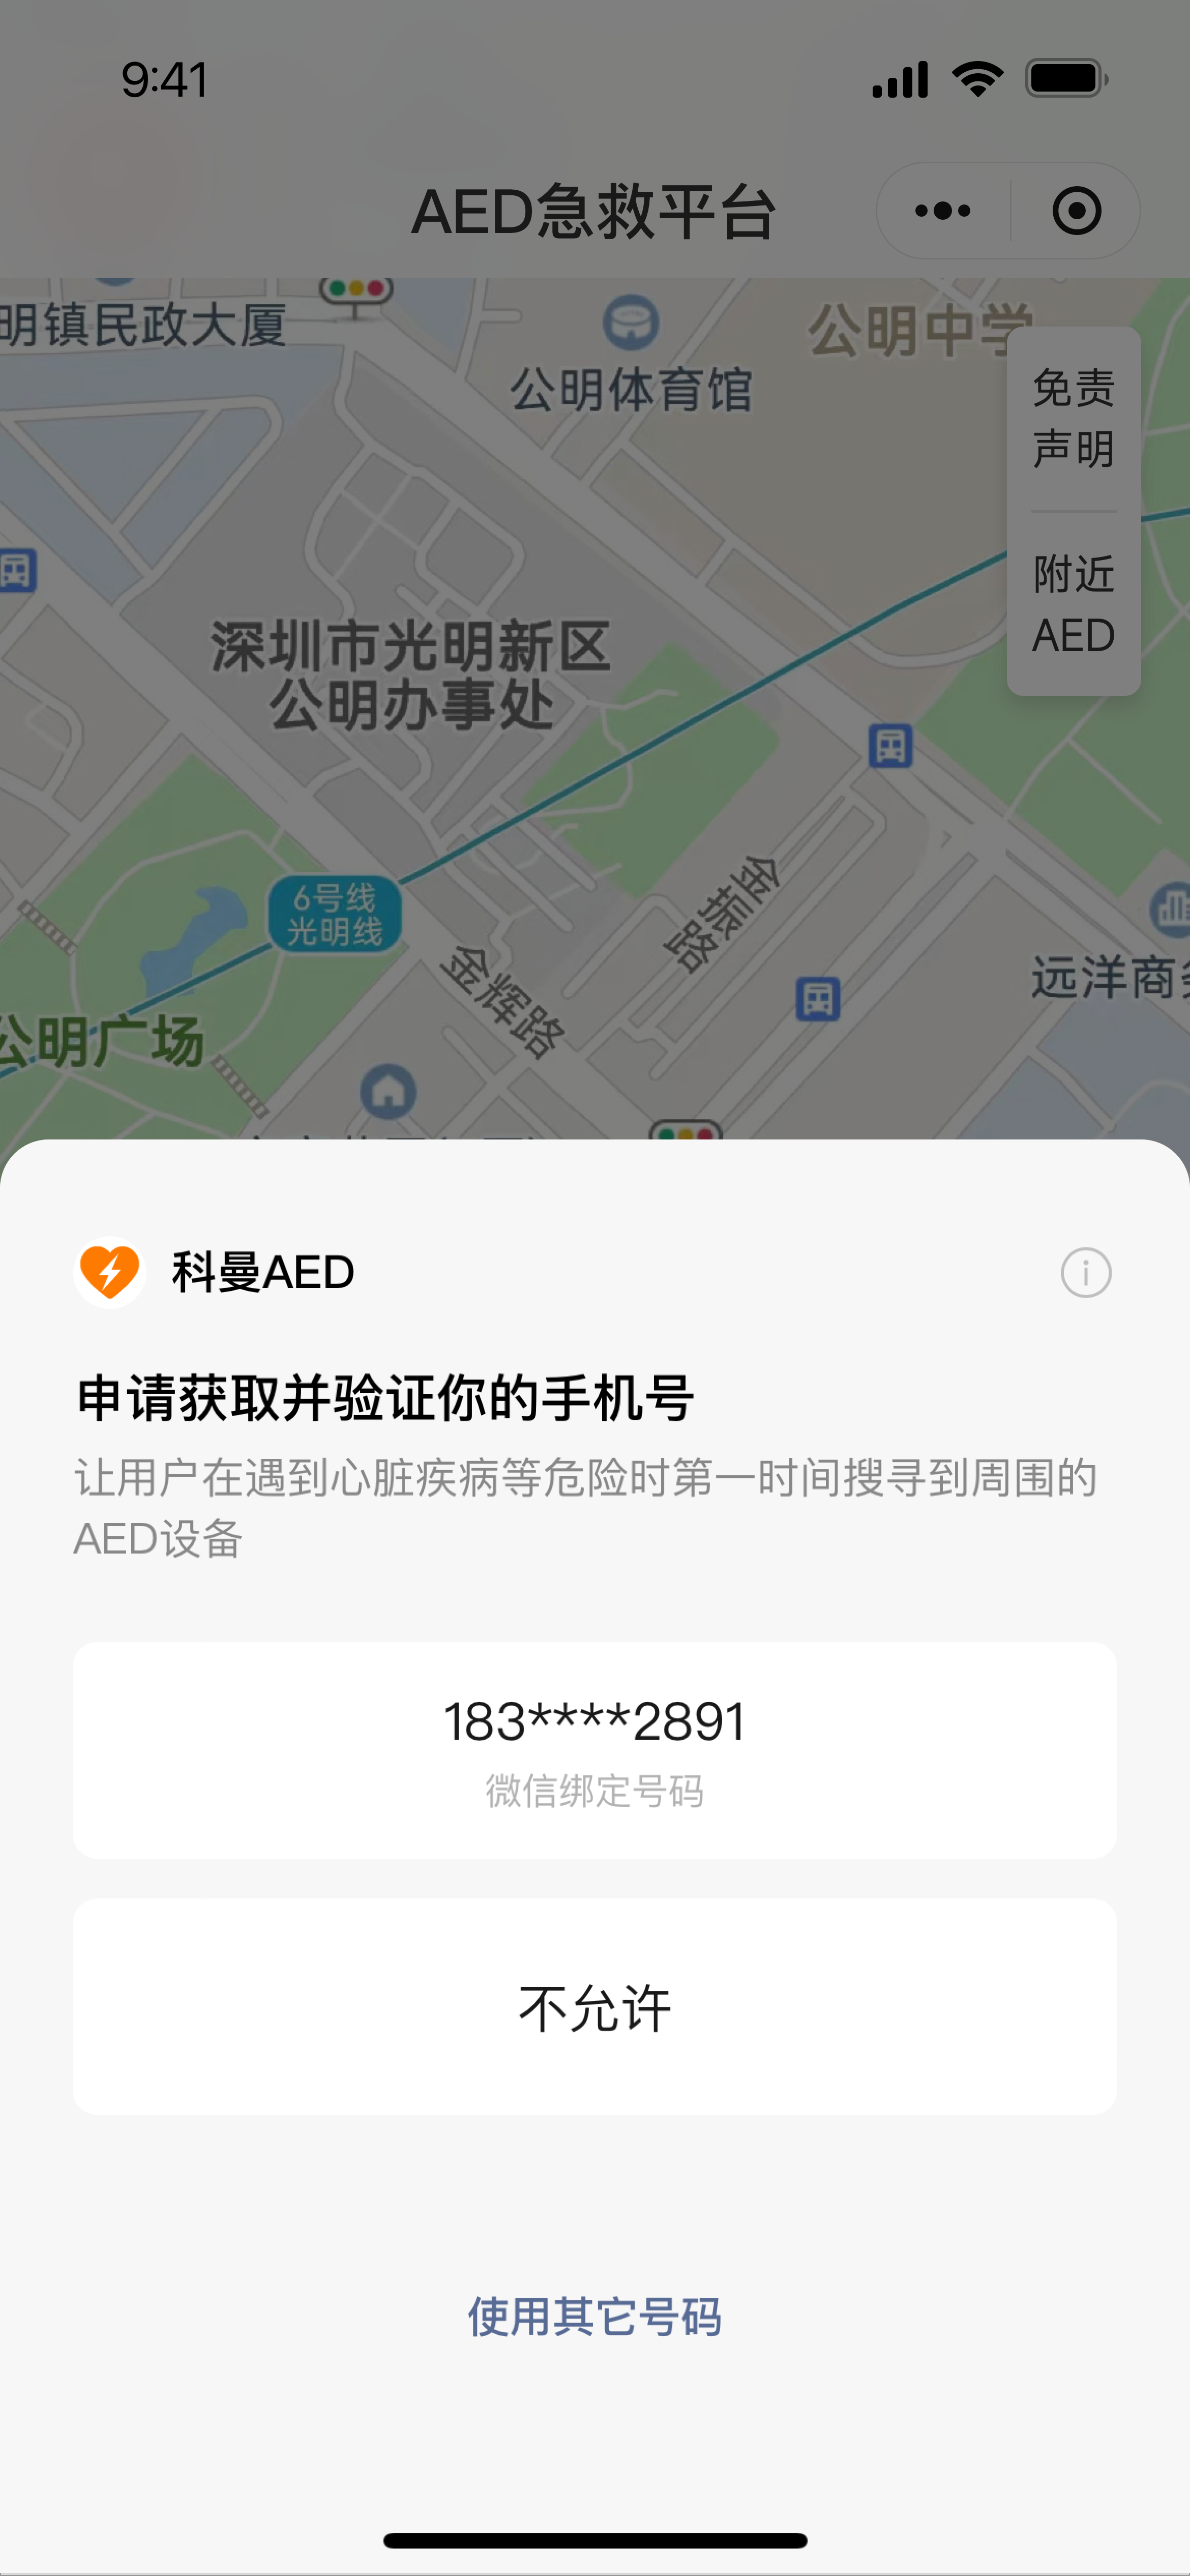 9:41
AED急救平台
明镇民政大厦
公明体育馆
公明中学
免责
声明
附近
AED
深圳市光明新区
公明办事处
6号线
光明线
金振路
金辉路
远洋商务
公明广场
科曼AED
申请获取并验证你的手机号
让用户在遇到心脏疾病等危险时第一时间搜寻到周围的
AED设备
183****2891
微信绑定号码
不允许
使用其它号码